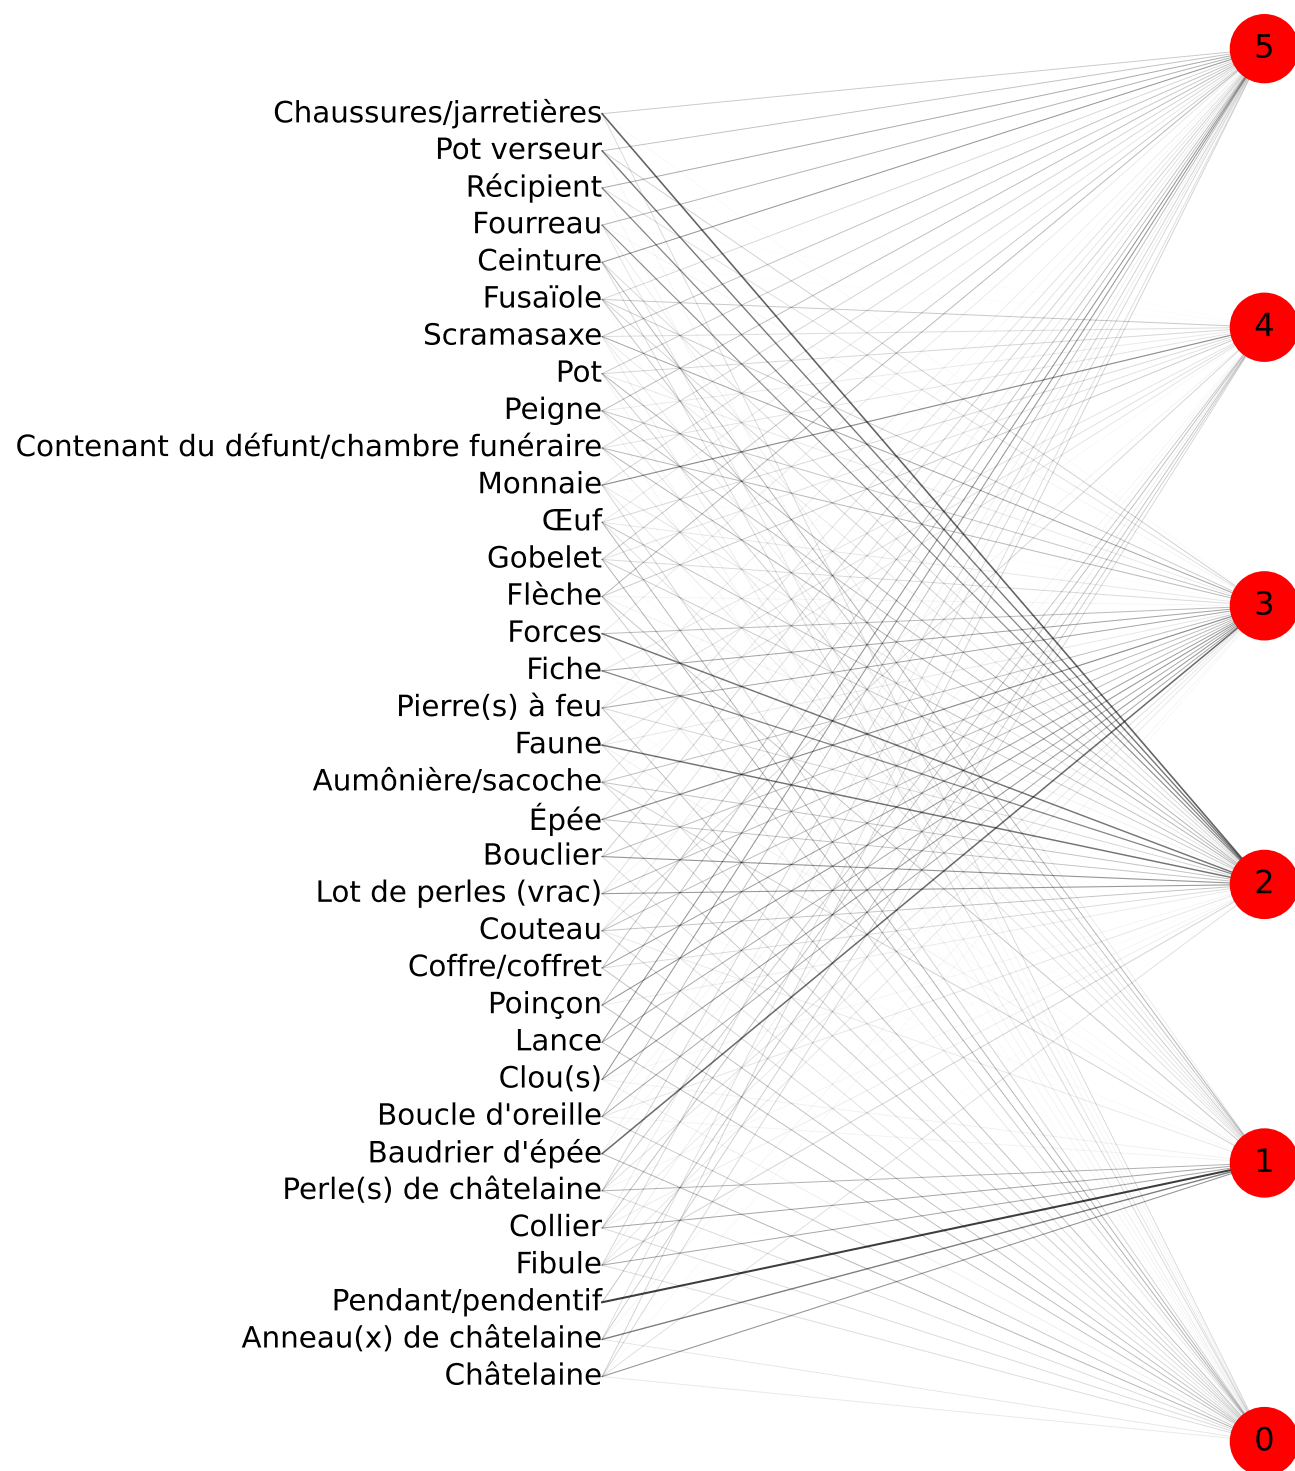 5
Chaussures/jarretières
Pot verseur
Récipient
Fourreau
Ceinture
Fusaïole
4
Scramasaxe
Pot
Peigne
Contenant du défunt/chambre funéraire
Monnaie
Œuf
Gobelet
Flèche
3
Forces
Fiche
Pierre(s) à feu
Faune
Aumônière/sacoche
Épée
Bouclier
2
Lot de perles (vrac)
Couteau
Coffre/coffret
Poinçon
Lance
Clou(s)
Boucle d'oreille
Baudrier d'épée
1
Perle(s) de châtelaine
Collier
Fibule
Pendant/pendentif
Anneau(x) de châtelaine
Châtelaine
0